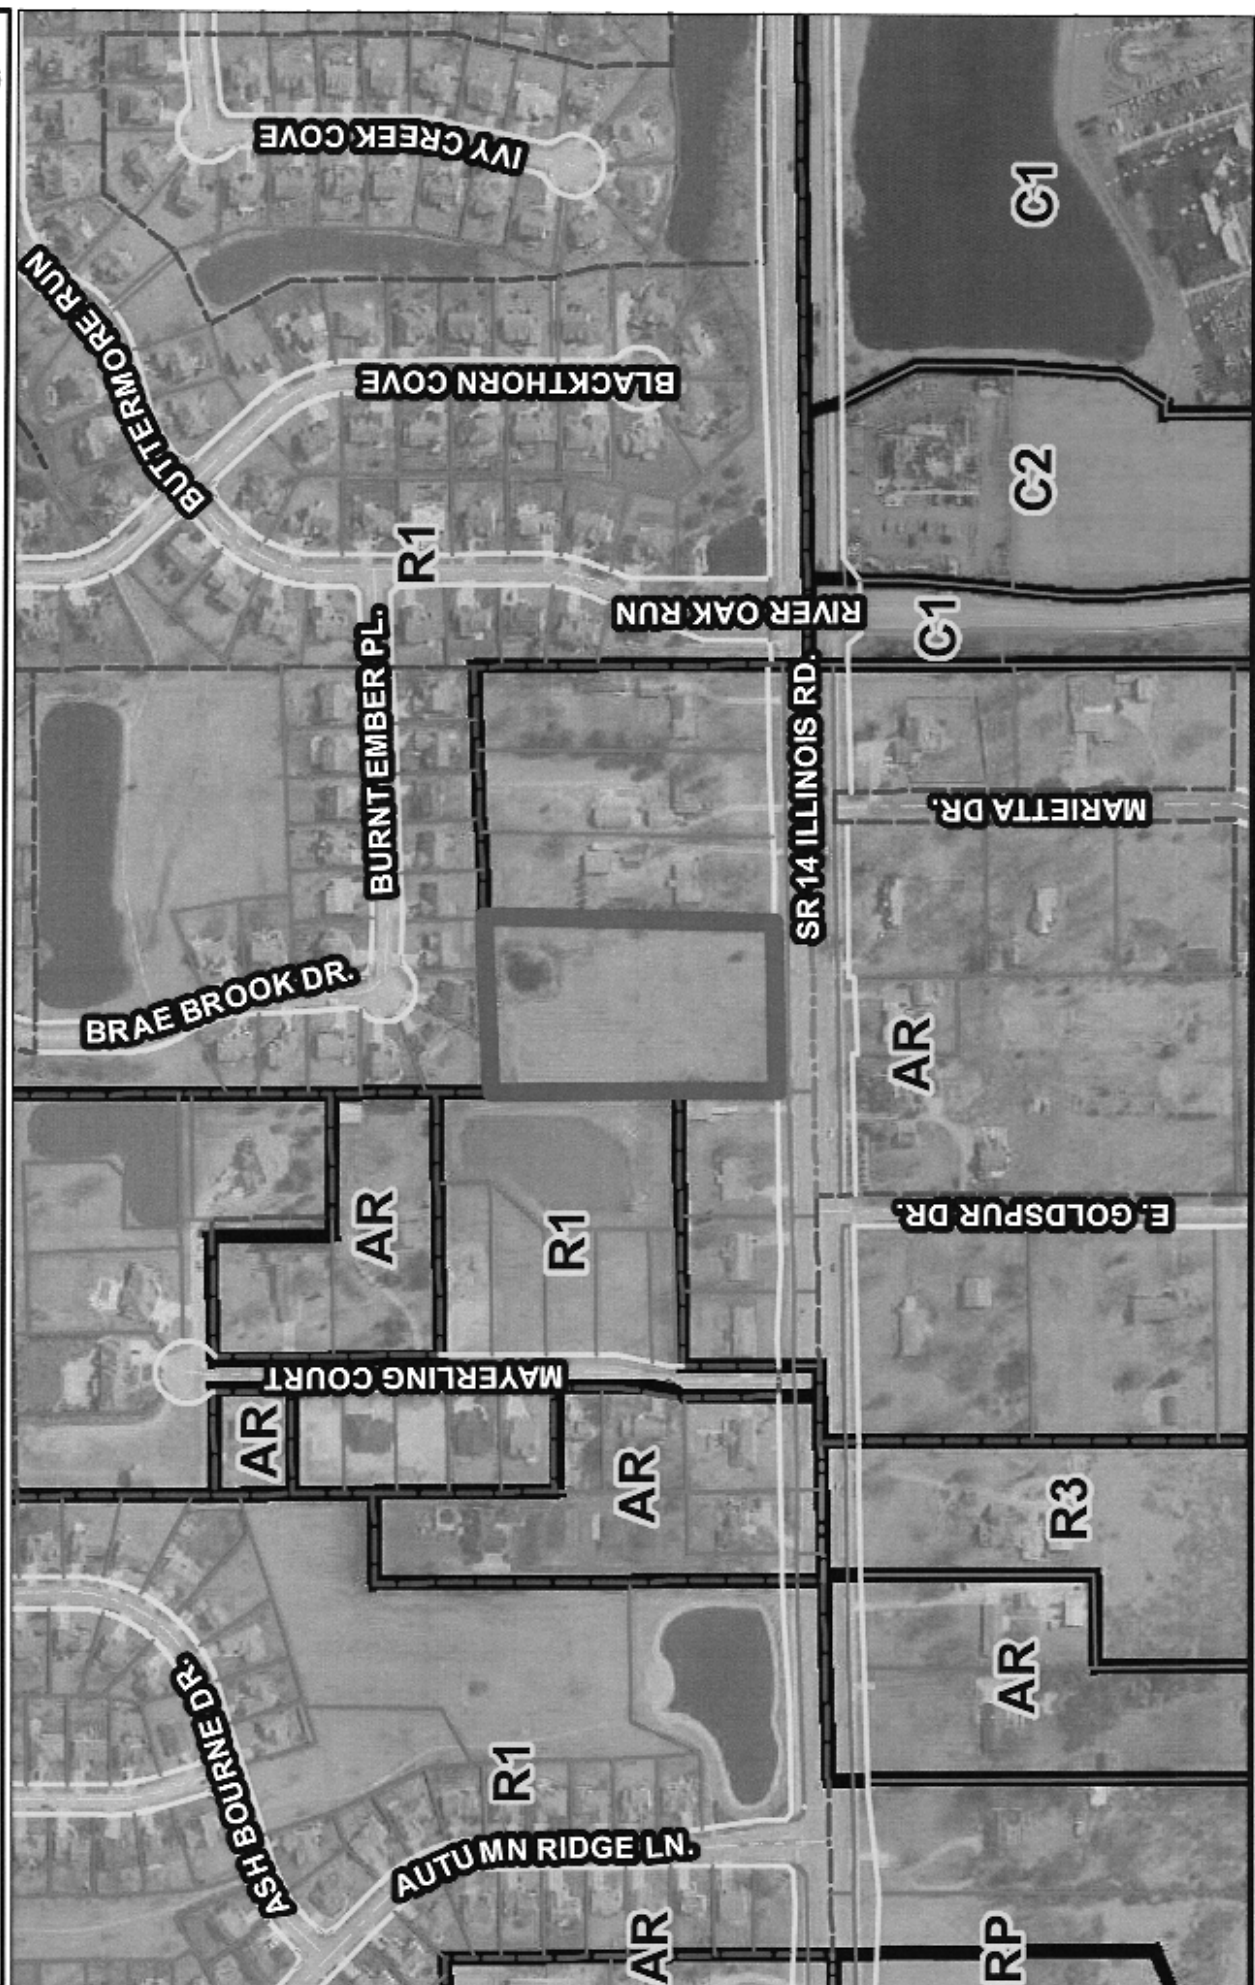 IVY CREEK COVE
BUTTERMORE RUN
BLACKTHORN COVE
C1
C2
R1
RIVER OAK RUN
C1
BURNT EMBER PL.
SR 14 ILLINOIS RD.
MARIETTA DR.
BRAE BROOK DR.
AR
AR
R1
E. GOLDSPUR DR.
MAYERLING COURT
AR
AR
R3
ASH BOURNE DR.
R1
AR
AUTUMN RIDGE LN.
AR
RP